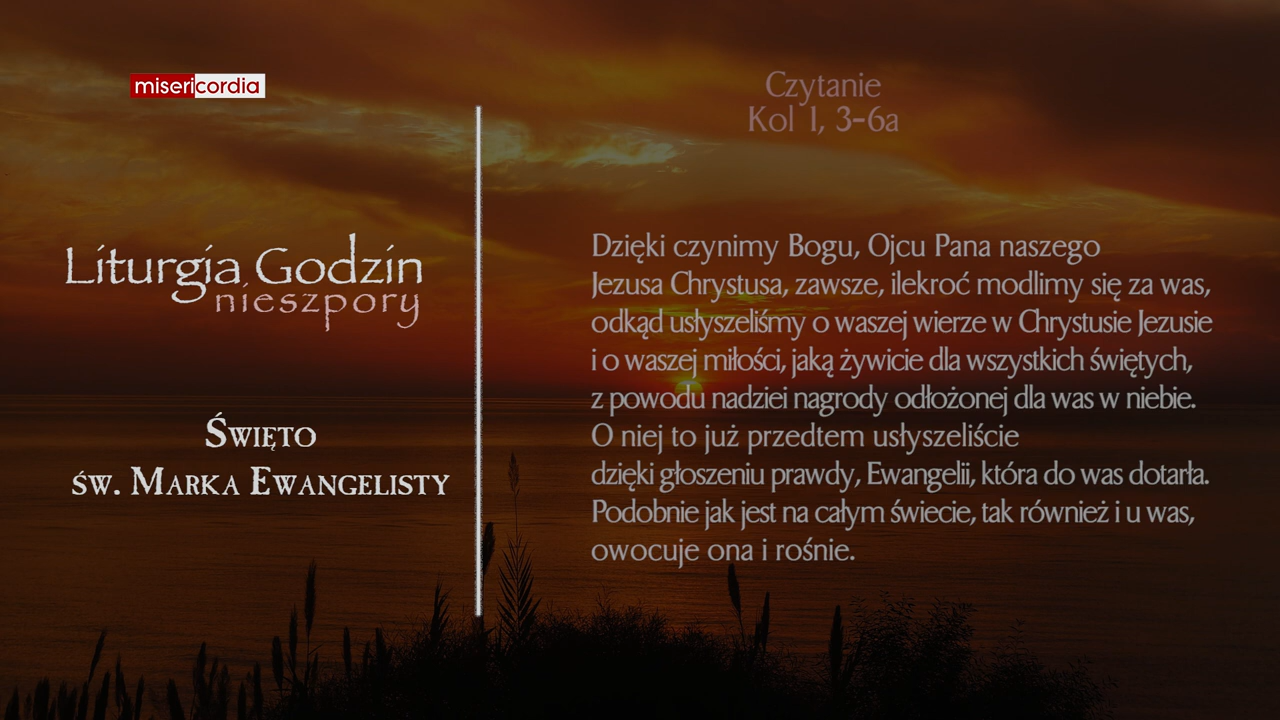 misericordia
Liturgia Godzin
nieszpory
Święto
św. Marka Ewangelisty
Czytanie
Kol 1, 3-6a
Dzięki czynimy Bogu, Ojcu Pana naszego
Jezusa Chrystusa, zawsze, ilekroć modlimy się za was,
odkąd usłyszeliśmy o waszej wierze w Chrystusie Jezusie
i o waszej miłości, jaką żywicie dla wszystkich świętych,
z powodu nadziei nagrody odłożonej dla was w niebie.
O niej to już przedtem usłyszeliście
dzięki głoszeniu prawdy, Ewangelii, która do was dotarła.
Podobnie jak jest na całym świecie, tak również i u was,
owocuje ona i rośnie.